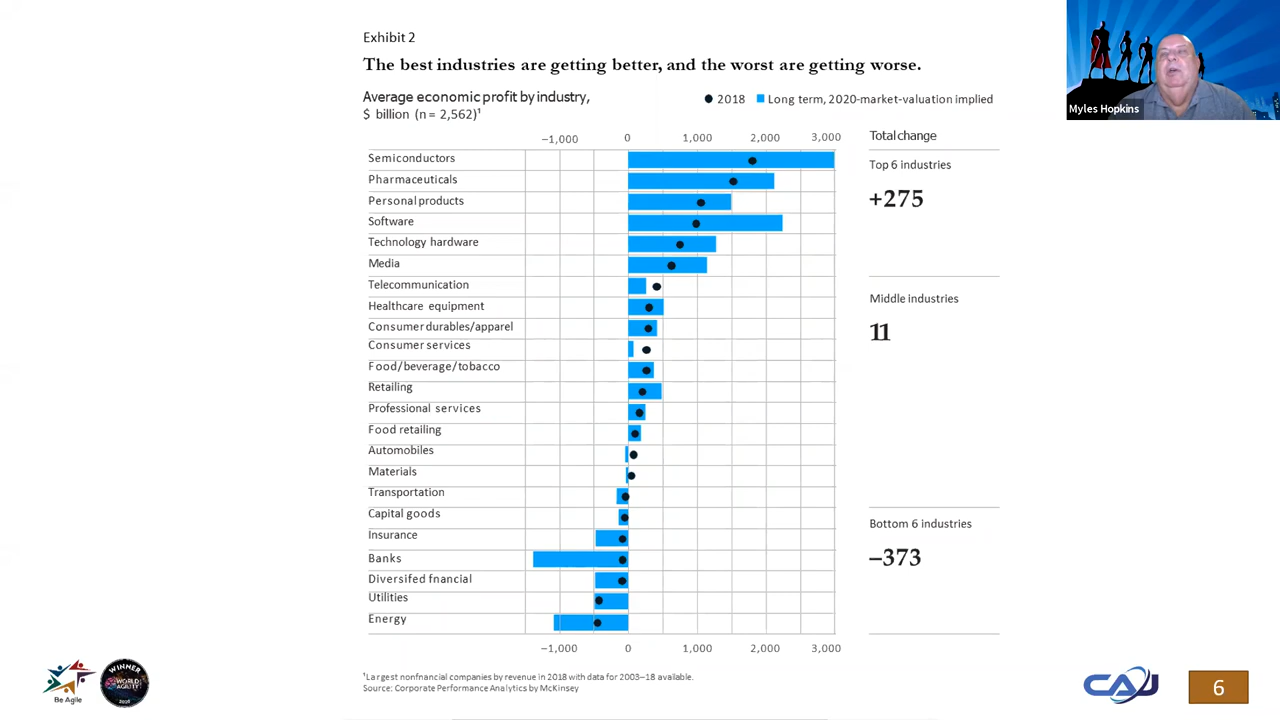 Exhibit 2
The best industries are getting better, and the worst are getting worse.
Average economic profit by industry,
$ billion (n = 2,562)¹
2018
Long term, 2020-market-valuation implied
Myles Hopkins
–1,000 0 1,000 2,000 3,000
Total change
Semiconductors
Pharmaceuticals
Personal products
Software
Technology hardware
Media
Telecommunication
Healthcare equipment
Consumer durables/apparel
Consumer services
Food/beverage/tobacco
Retailing
Professional services
Food retailing
Automobiles
Materials
Transportation
Capital goods
Insurance
Banks
Diversifed fnancial
Utilities
Energy
Top 6 industries
+275
Middle industries
11
Bottom 6 industries
–373
–1,000 0 1,000 2,000 3,000
¹Largest nonfinancial companies by revenue in 2018 with data for 2003–18 available.
Source: Corporate Performance Analytics by McKinsey
Be Agile
WINNER
WORLD
AGILITY
CAJ
6